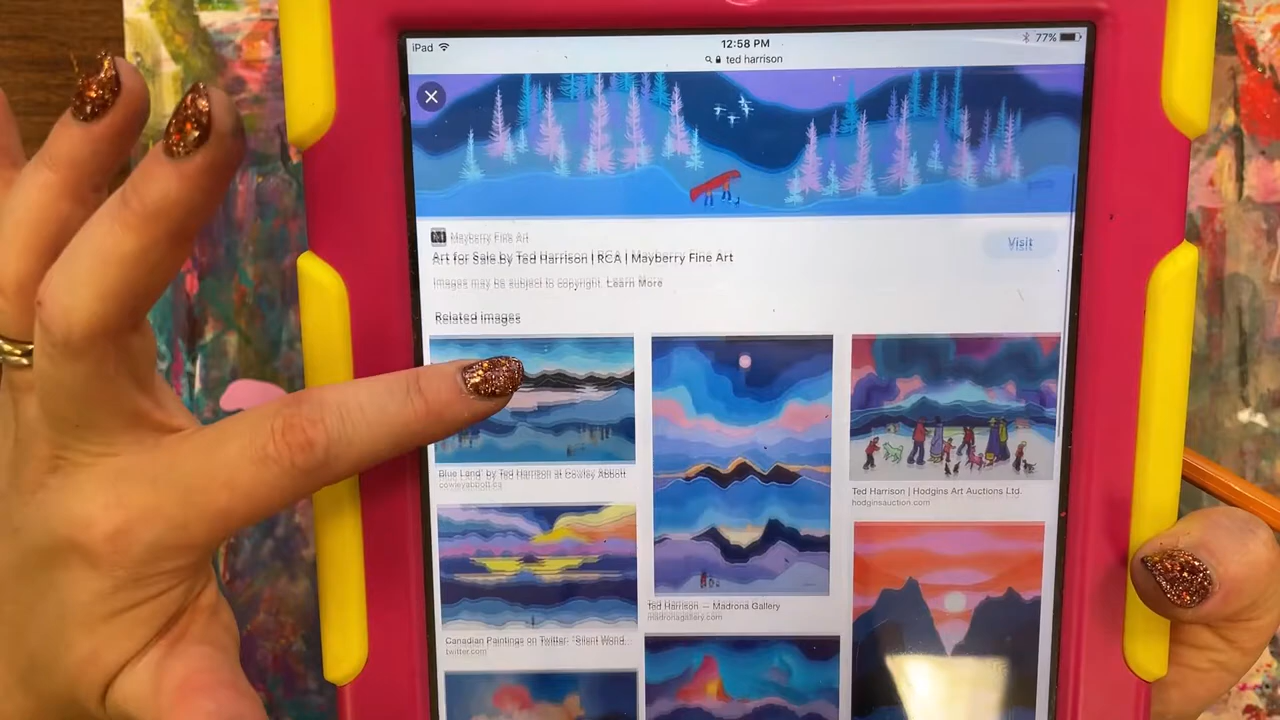 iPad
12:58 PM
77%
ted harrison
Mayberry Fine Art
Art for Sale by Ted Harrison | RCA | Mayberry Fine Art
Visit
Images may be subject to copyright. Learn More
Related images
Blue Land' by Ted Harrison at Cowley Abbott
cowleyabbott.ca
Ted Harrison | Hodgins Art Auctions Ltd.
hodginsauction.com
Ted Harrison — Madrona Gallery
madronagallery.com
Canadian Paintings on Twitter: "Silent Wond...
twitter.com